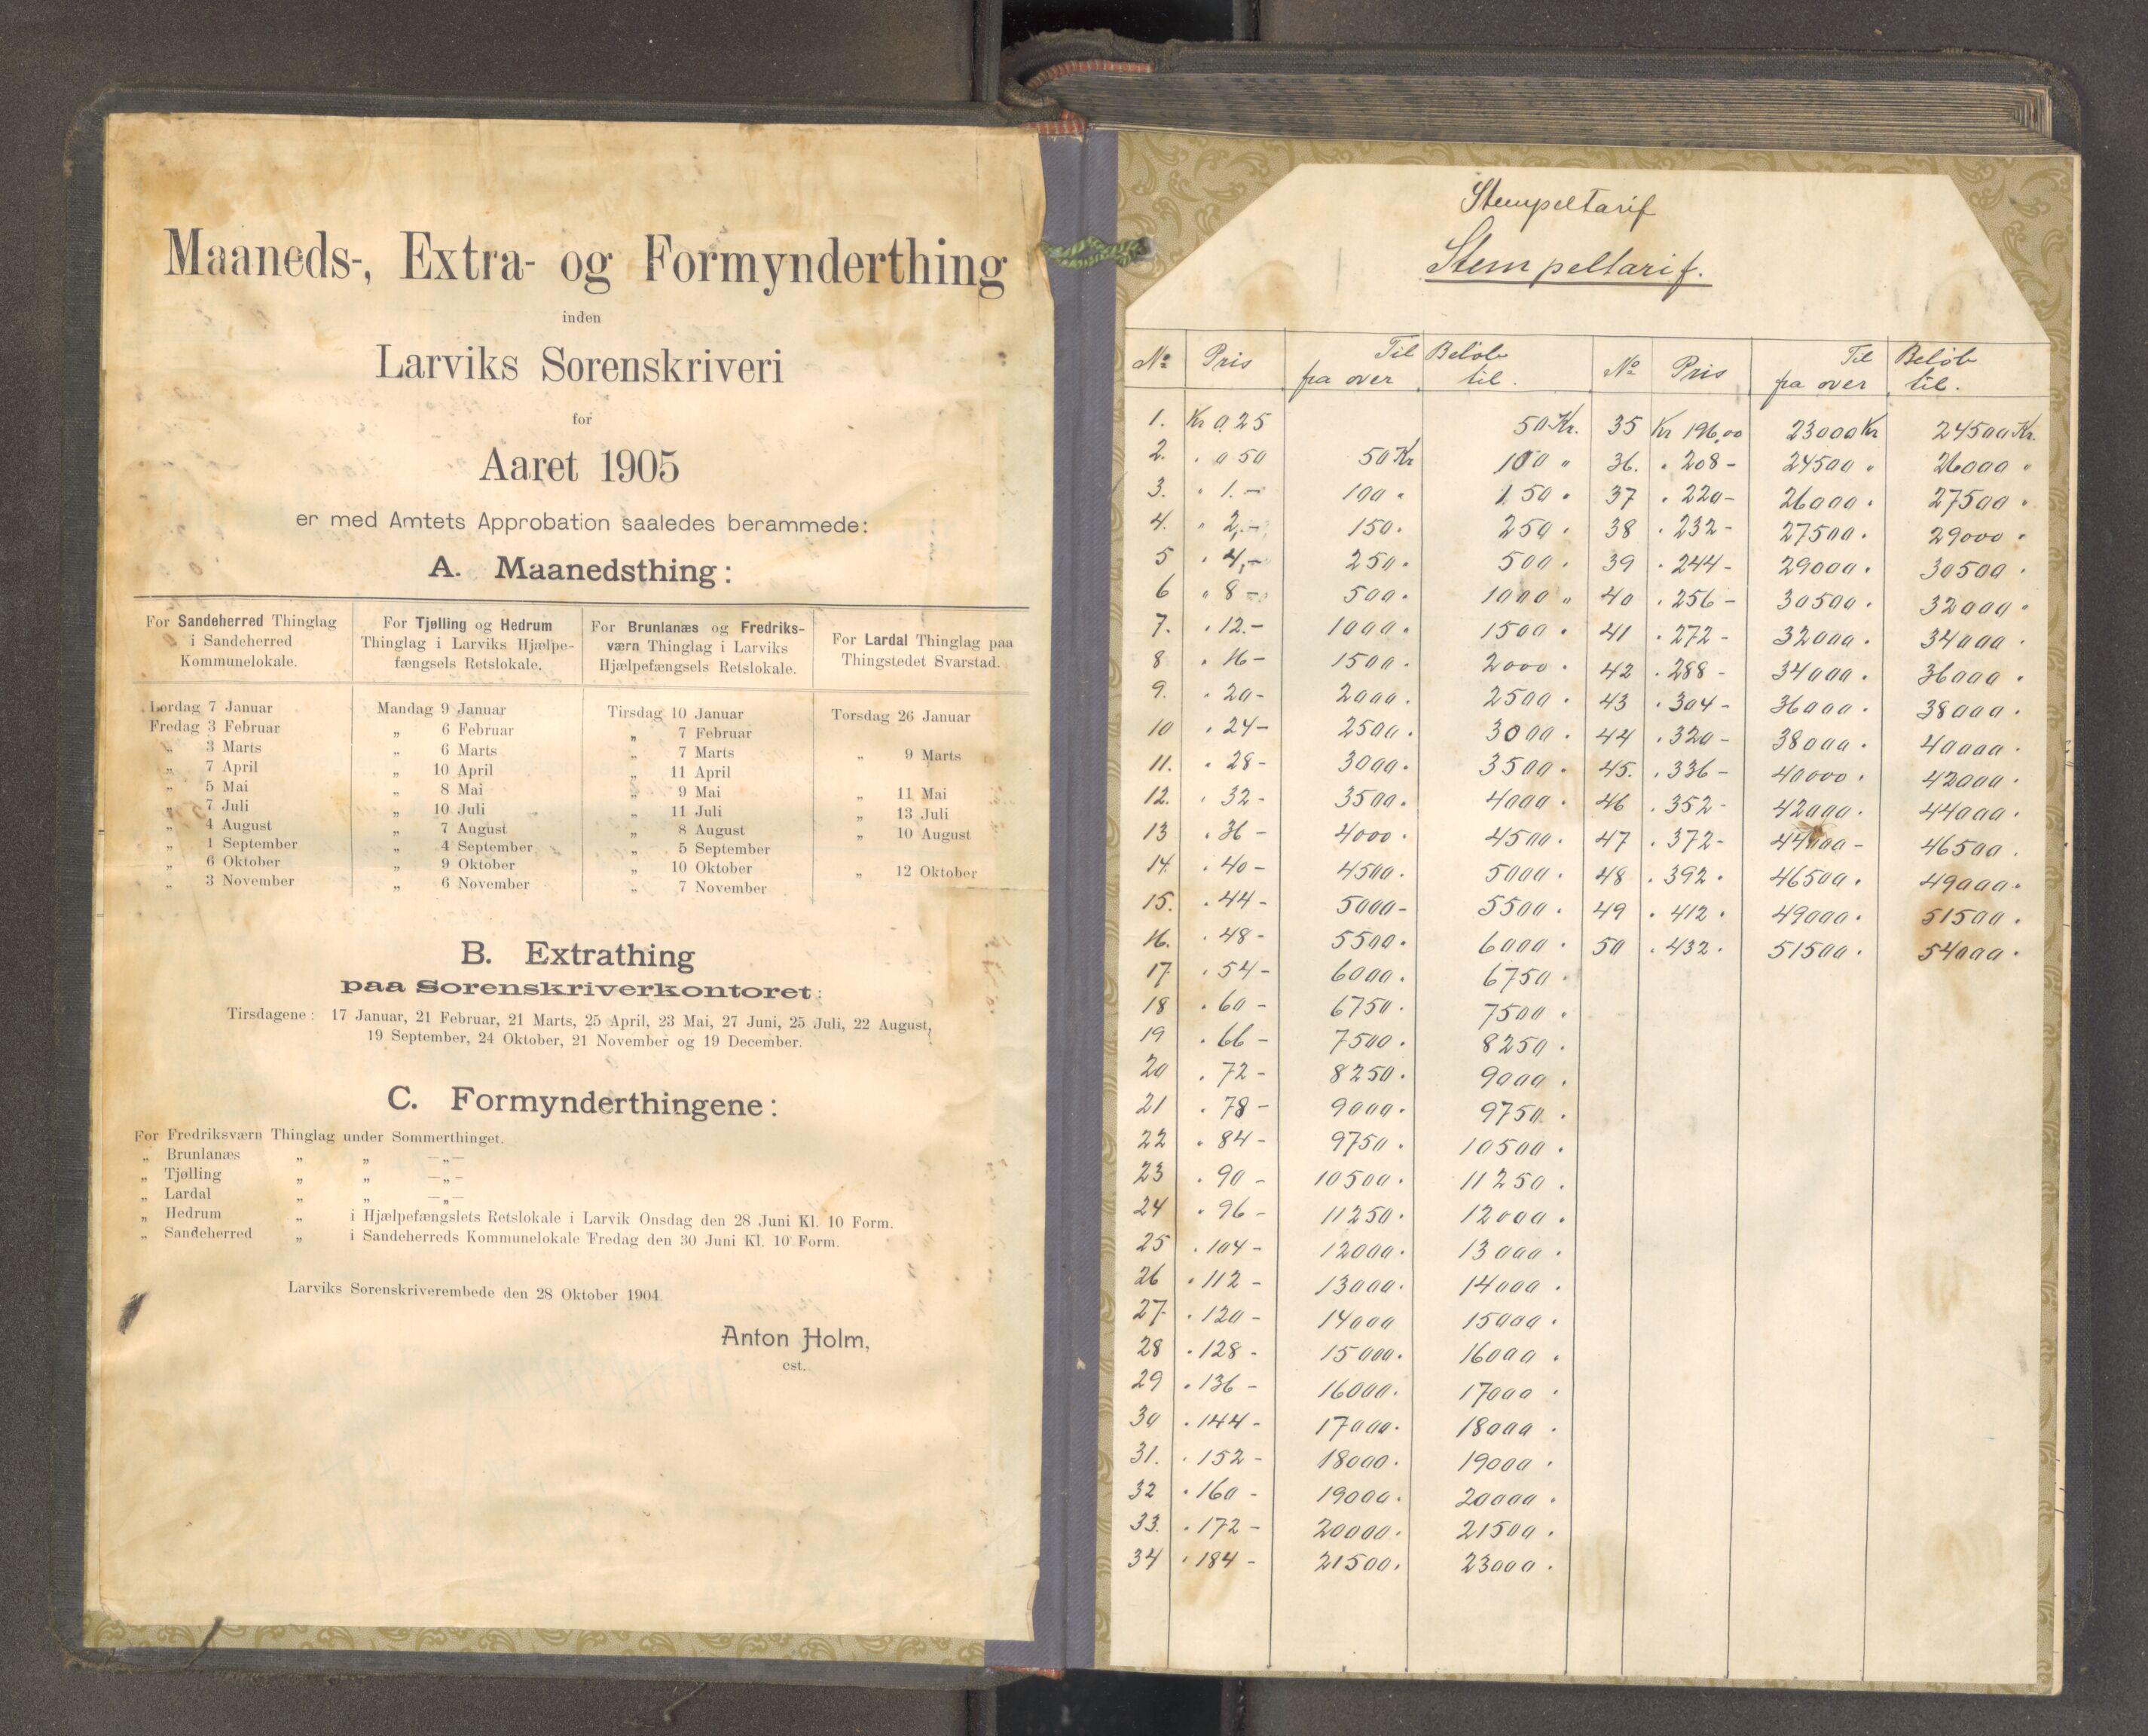 Maaneds-, Extra- og Formynderthing
inden
Larviks Sorenskriveri
for
Aaret 1905
er med Amtets Approbation saaledes berammede:
A. Maanedsthing:
For Sandeherred Thinglag i Sandeherred Kommunelokale.
For Tjølling og Hedrum Thinglag i Larviks Hjælpe-fængsels Retslokale.
For Brunlanæs og Fredriks-værn Thinglag i Larviks Hjælpefængsels Retslokale.
For Lardal Thinglag paa Thingstedet Svarstad.
Lørdag 7 Januar Mandag 9 Januar Tirsdag 10 Januar Torsdag 26 Januar
Fredag 3 Februar „ 6 Februar „ 7 Februar
„ 3 Marts „ 6 Marts „ 7 Marts „ 9 Marts
„ 7 April „ 10 April „ 11 April
„ 5 Mai „ 8 Mai „ 9 Mai „ 11 Mai
„ 7 Juli „ 10 Juli „ 11 Juli „ 13 Juli
„ 4 August „ 7 August „ 8 August „ 10 August
„ 1 September „ 4 September „ 5 September
„ 6 Oktober „ 9 Oktober „ 10 Oktober „ 12 Oktober
„ 3 November „ 6 November „ 7 November
B. Extrathing
paa Sorenskriverkontoret:
Tirsdagene: 17 Januar, 21 Februar, 21 Marts, 25 April, 23 Mai, 27 Juni, 25 Juli, 22 August,
19 September, 24 Oktober, 21 November og 19 December.
C. Formynderthingene:
For Fredriksværn Thinglag under Sommerthinget.
„ Brunlanæs „ „ —„—
„ Tjølling „ „ —„—
„ Lardal „ „ —„—
„ Hedrum „ i Hjælpefængslets Retslokale i Larvik Onsdag den 28 Juni Kl. 10 Form.
„ Sandeherred „ i Sandeherreds Kommunelokale Fredag den 30 Juni Kl. 10 Form.
Larviks Sorenskriverembede den 28 Oktober 1904.
Anton Holm,
cst.
Stempeltarif
Stempeltarif.
No Pris Til Beløb No Pris Til Beløb
fra over til. fra over til.
1. Kr 0.25 50 Kr. 35 Kr 196,00 23000 Kr 24500 Kr.
2. " 0 50 50 Kr 100 " 36. " 208 - 24500 " 26000 "
3. " 1.- 100 " 150 " 37 " 220 - 26000 " 27500 "
4. " 2,- 150 " 250 " 38 " 232 - 27500 " 29000 "
5 " 4,- 250 " 500 " 39 " 244 - 29000 " 30500 "
6 " 8 - 500 " 1000 " 40 " 256 - 30500 " 32000 "
7. " 12.- 1000 " 1500 " 41 " 272 - 32000 " 34000 "
8 " 16 - 1500 " 2000 " 42 " 288 - 34000 " 36000 "
9. " 20 - 2000 " 2500 " 43 " 304 - 36000 " 38000 "
10 " 24 - 2500 " 3000 " 44 " 320 - 38000 " 40000 "
11. " 28 - 3000 " 3500 " 45. " 336 - 40000 " 42000 "
12. " 32 - 3500 " 4000 " 46 " 352 - 42000 " 44000 "
13 " 36 - 4000 " 4500 " 47 " 372 - 44000 - 46500 "
14. " 40 - 4500 " 5000 " 48 " 392 " 46500 " 49000 "
15. " 44 - 5000 - 5500 " 49 " 412 " 49000 " 51500 "
16. " 48 - 5500 " 6000 " 50 " 432 " 51500 " 54000 "
17 " 54 - 6000 " 6750 "
18 " 60 - 6750 " 7500 "
19 " 66 - 7500 " 8250 "
20 " 72 - 8250 " 9000 "
21 " 78 - 9000 " 9750 "
22 " 84 - 9750 " 10500 "
23 " 90 - 10500 " 11250 "
24 " 96 - 11250 " 12000 "
25 " 104 - 12000 " 13000 "
26 " 112 - 13000 " 14000 "
27 " 120 - 14000 15000 "
28 " 128 - 15000 " 16000 "
29 " 136 - 16000 " 17000 "
30 " 144 - 17000 " 18000 "
31. " 152 - 18000 " 19000 "
32 " 160 - 19000 " 20000 "
33. " 172 - 20000 " 21500 "
34 " 184 - 21500 " 23000 "